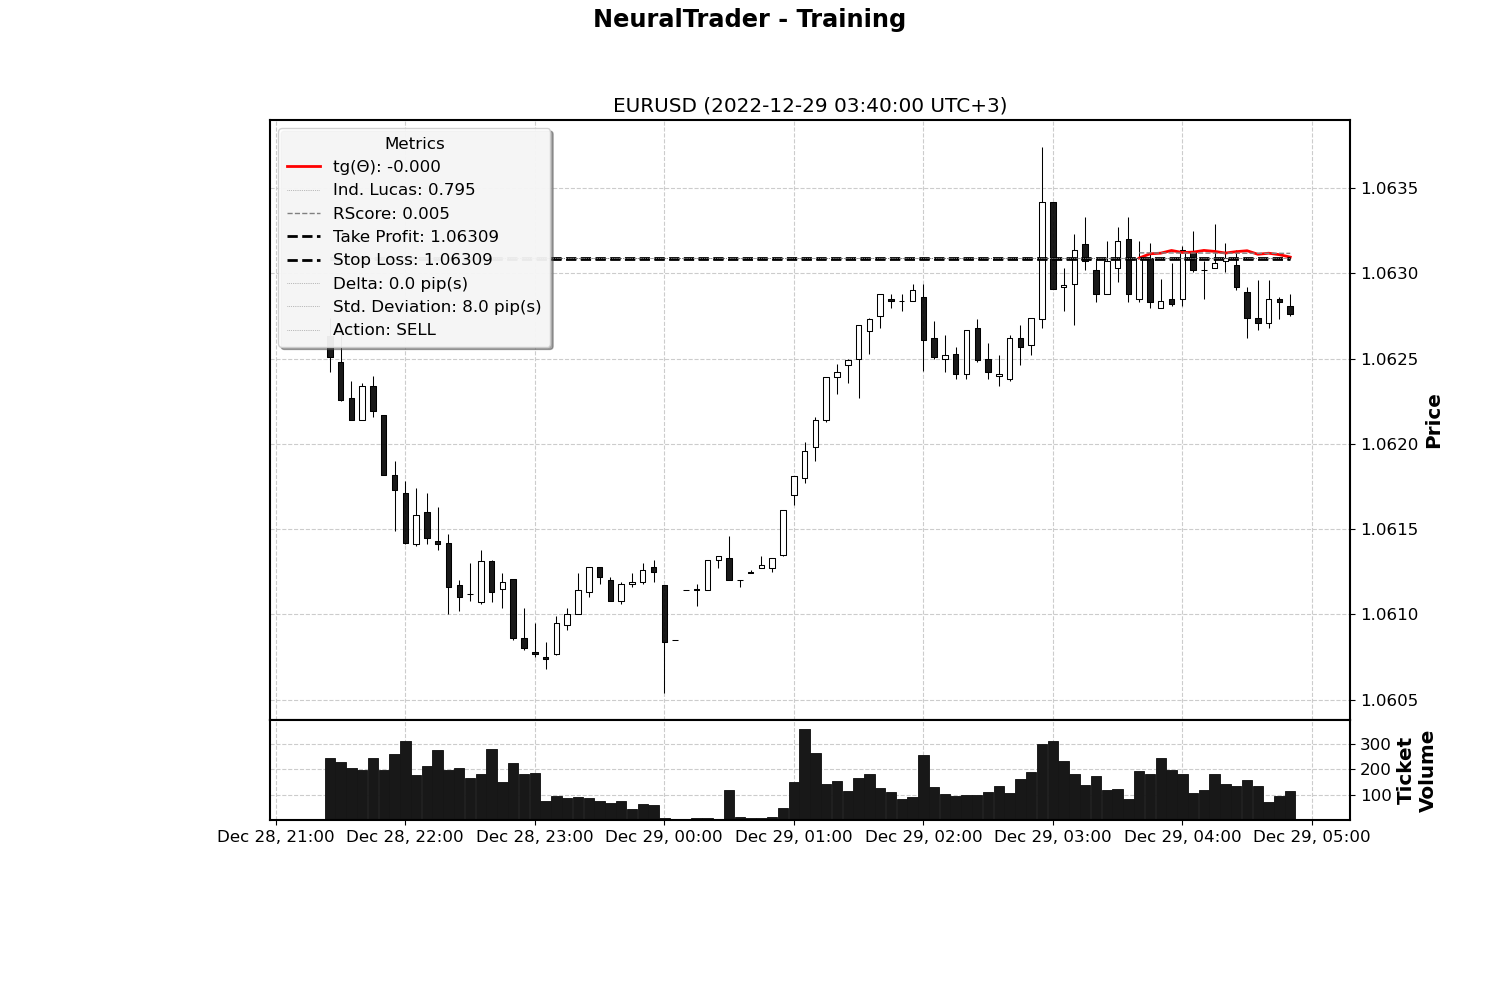 NeuralTrader - Training
EURUSD (2022-12-29 03:40:00 UTC+3)
Metrics
tg(Θ): -0.000
Ind. Lucas: 0.795
RScore: 0.005
Take Profit: 1.06309
Stop Loss: 1.06309
Delta: 0.0 pip(s)
Std. Deviation: 8.0 pip(s)
Action: SELL
1.0635
1.0630
1.0625
1.0620
1.0615
1.0610
1.0605
Price
300
200
100
Ticket
Volume
Dec 28, 21:00 Dec 28, 22:00 Dec 28, 23:00 Dec 29, 00:00 Dec 29, 01:00 Dec 29, 02:00 Dec 29, 03:00 Dec 29, 04:00 Dec 29, 05:00